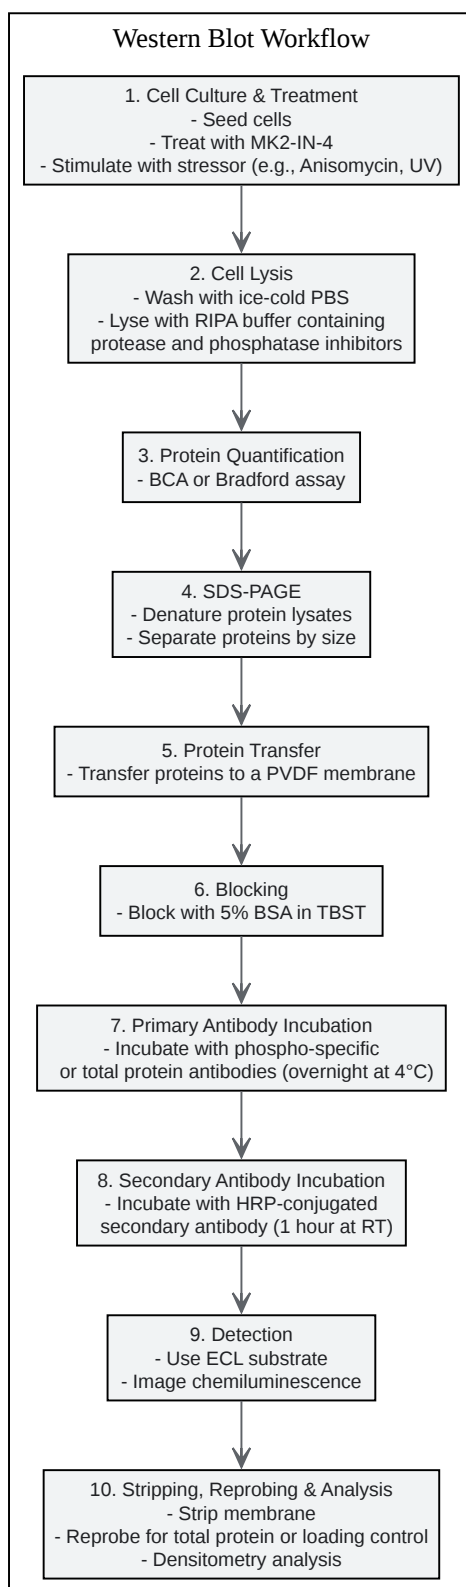 Western Blot Workflow
1. Cell Culture & Treatment
- Seed cells
- Treat with MK2-IN-4
- Stimulate with stressor (e.g., Anisomycin, UV)
2. Cell Lysis
- Wash with ice-cold PBS
- Lyse with RIPA buffer containing
protease and phosphatase inhibitors
3. Protein Quantification
- BCA or Bradford assay
4. SDS-PAGE
- Denature protein lysates
- Separate proteins by size
5. Protein Transfer
- Transfer proteins to a PVDF membrane
6. Blocking
- Block with 5% BSA in TBST
7. Primary Antibody Incubation
- Incubate with phospho-specific
or total protein antibodies (overnight at 4°C)
8. Secondary Antibody Incubation
- Incubate with HRP-conjugated
secondary antibody (1 hour at RT)
9. Detection
- Use ECL substrate
- Image chemiluminescence
10. Stripping, Reprobing & Analysis
- Strip membrane
- Reprobe for total protein or loading control
- Densitometry analysis